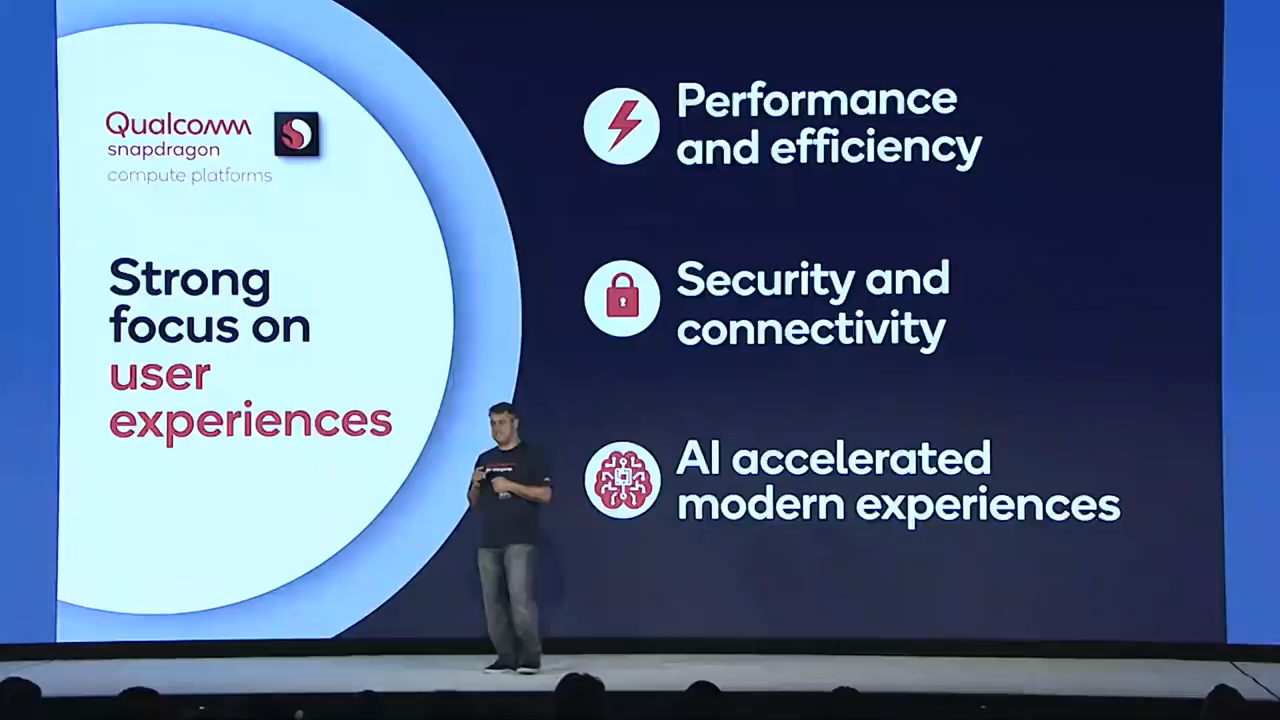 Qualcomm
snapdragon
compute platforms
Strong
focus on
user
experiences
Performance
and efficiency
Security and
connectivity
AI accelerated
modern experiences